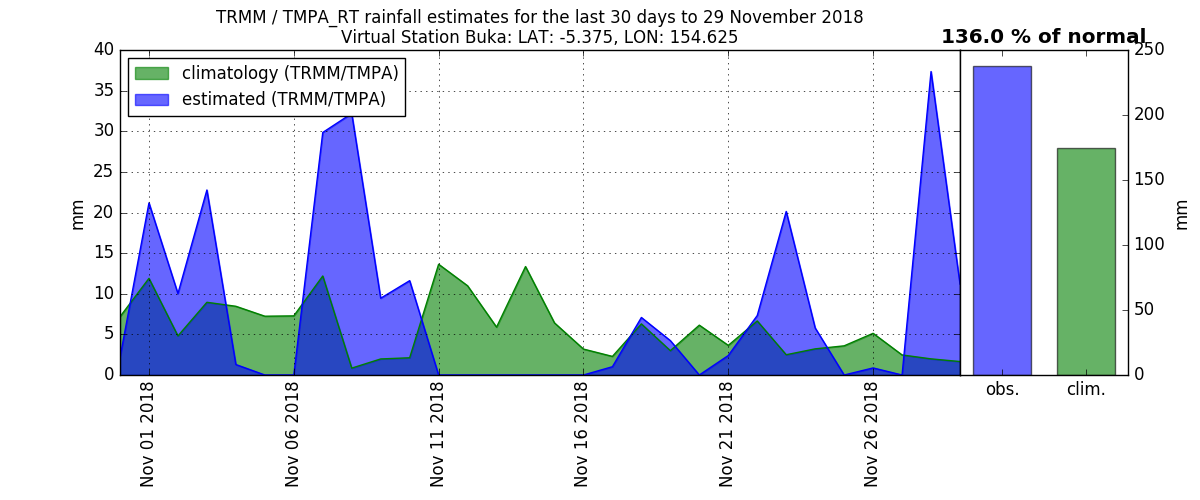 TRMM / TMPA_RT rainfall estimates for the last 30 days to 29 November 2018
Virtual Station Buka: LAT: -5.375, LON: 154.625
136.0 % of normal
climatology (TRMM/TMPA)
estimated (TRMM/TMPA)
mm
40
35
30
25
20
15
10
5
0
Nov 01 2018
Nov 06 2018
Nov 11 2018
Nov 16 2018
Nov 21 2018
Nov 26 2018
250
200
150
100
50
0
mm
obs.
clim.